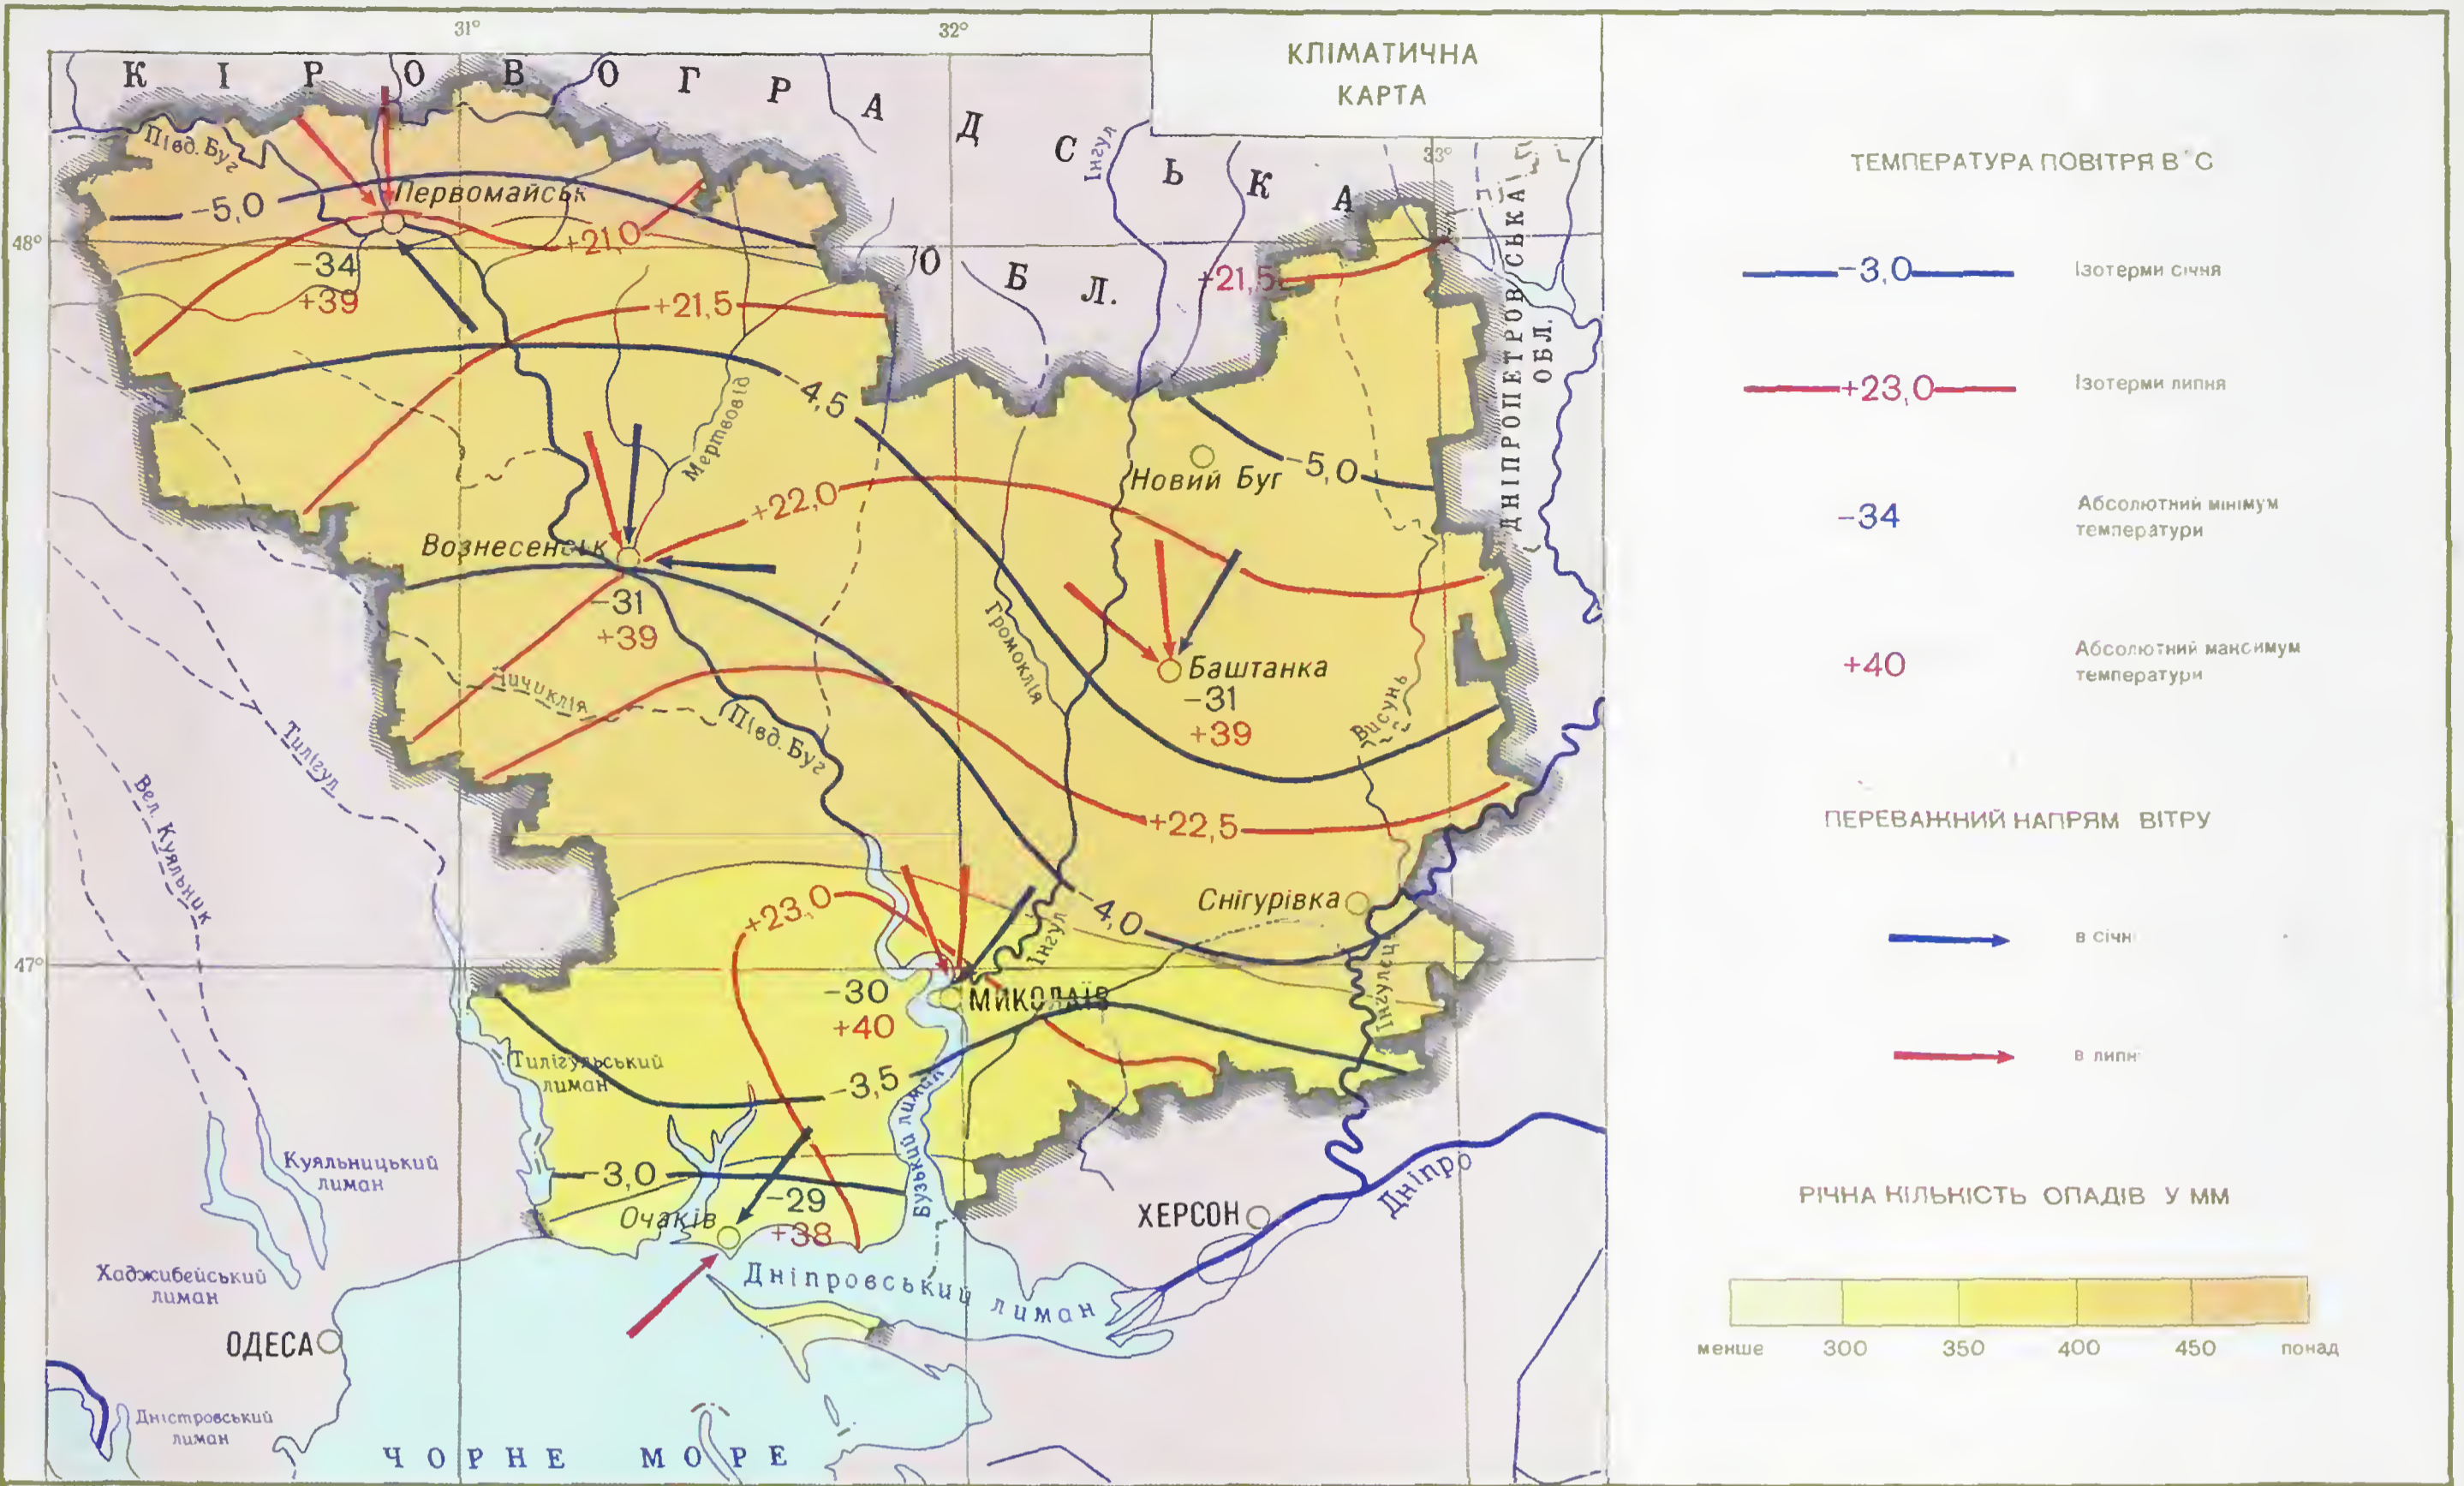 31°
32°
КЛІМАТИЧНА
КАРТА
КІРОВОГРАДСЬКА
ОБЛ.
33°
48°
47°
Півд. Буг
Первомайськ
-5,0
+21,0
-34
+39
+21,5
Інгул
+21,5
ДНІПРОПЕТРОВСЬКА
ОБЛ.
-4,5
Мертвовід
Новий Буг
-5,0
+22,0
Вознесенськ
-31
+39
Громоклія
Баштанка
-31
+39
Висунь
Чичиклія
Півд. Буг
Тилігул
Вел. Куяльник
+22,5
+23,0
-4,0
Снігурівка
Інгул
Інгулець
-30
+40
МИКОЛАЇВ
Тилігульський
лиман
-3,5
Бузький лиман
-3,0
-29
+38
Очаків
Куяльницький
лиман
Хаджибейський
лиман
ОДЕСА
ХЕРСОН
Дніпро
Дніпровський лиман
Дністровський
лиман
ЧОРНЕ МОРЕ
ТЕМПЕРАТУРА ПОВІТРЯ В °С
-3,0 Ізотерми січня
+23,0 Ізотерми липня
-34 Абсолютний мінімум
температури
+40 Абсолютний максимум
температури
ПЕРЕВАЖНИЙ НАПРЯМ ВІТРУ
в січні
в липні
РІЧНА КІЛЬКІСТЬ ОПАДІВ У ММ
менше 300 350 400 450 понад